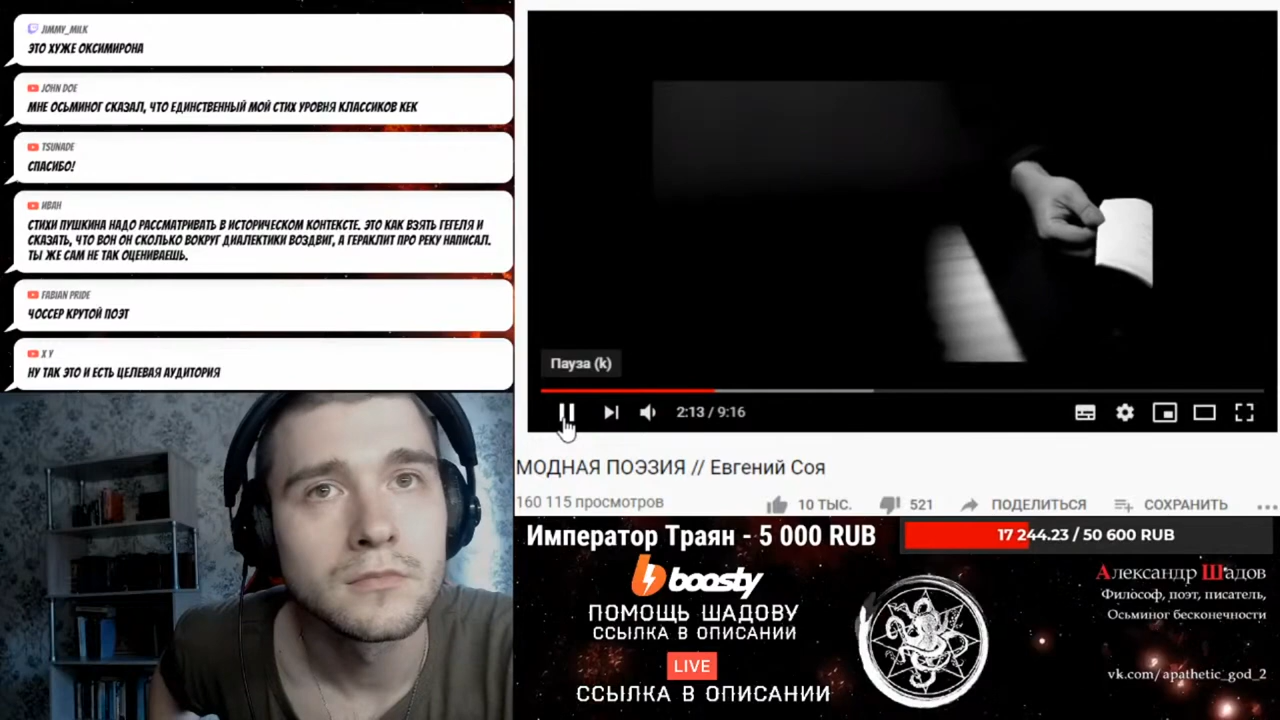 JIMMY_MILK
ЭТО ХУЖЕ ОКСИМИРОНА
JOHN DOE
МНЕ ОСЬМИНОГ СКАЗАЛ, ЧТО ЕДИНСТВЕННЫЙ МОЙ СТИХ УРОВНЯ КЛАССИКОВ КЕК
TSUNADE
СПАСИБО!
ИВАН
СТИХИ ПУШКИНА НАДО РАССМАТРИВАТЬ В ИСТОРИЧЕСКОМ КОНТЕКСТЕ. ЭТО КАК ВЗЯТЬ ГЕГЕЛЯ И
СКАЗАТЬ, ЧТО ВОН ОН СКОЛЬКО ВОКРУГ ДИАЛЕКТИКИ ВОЗДВИГ, А ГЕРАКЛИТ ПРО РЕКУ НАПИСАЛ.
ТЫ ЖЕ САМ НЕ ТАК ОЦЕНИВАЕШЬ.
FABIAN PRIDE
ЧОССЕР КРУТОЙ ПОЭТ
X Y
НУ ТАК ЭТО И ЕСТЬ ЦЕЛЕВАЯ АУДИТОРИЯ
Пауза (k)
2:13 / 9:16
МОДНАЯ ПОЭЗИЯ // Евгений Соя
160 115 просмотров
10 ТЫС.
521
ПОДЕЛИТЬСЯ
СОХРАНИТЬ
Император Траян - 5 000 RUB
17 244.23 / 50 600 RUB
boosty
ПОМОЩЬ ШАДОВУ
ССЫЛКА В ОПИСАНИИ
LIVE
ССЫЛКА В ОПИСАНИИ
Александр Шадов
Философ, поэт, писатель,
Осьминог бесконечности
vk.com/apathetic_god_2